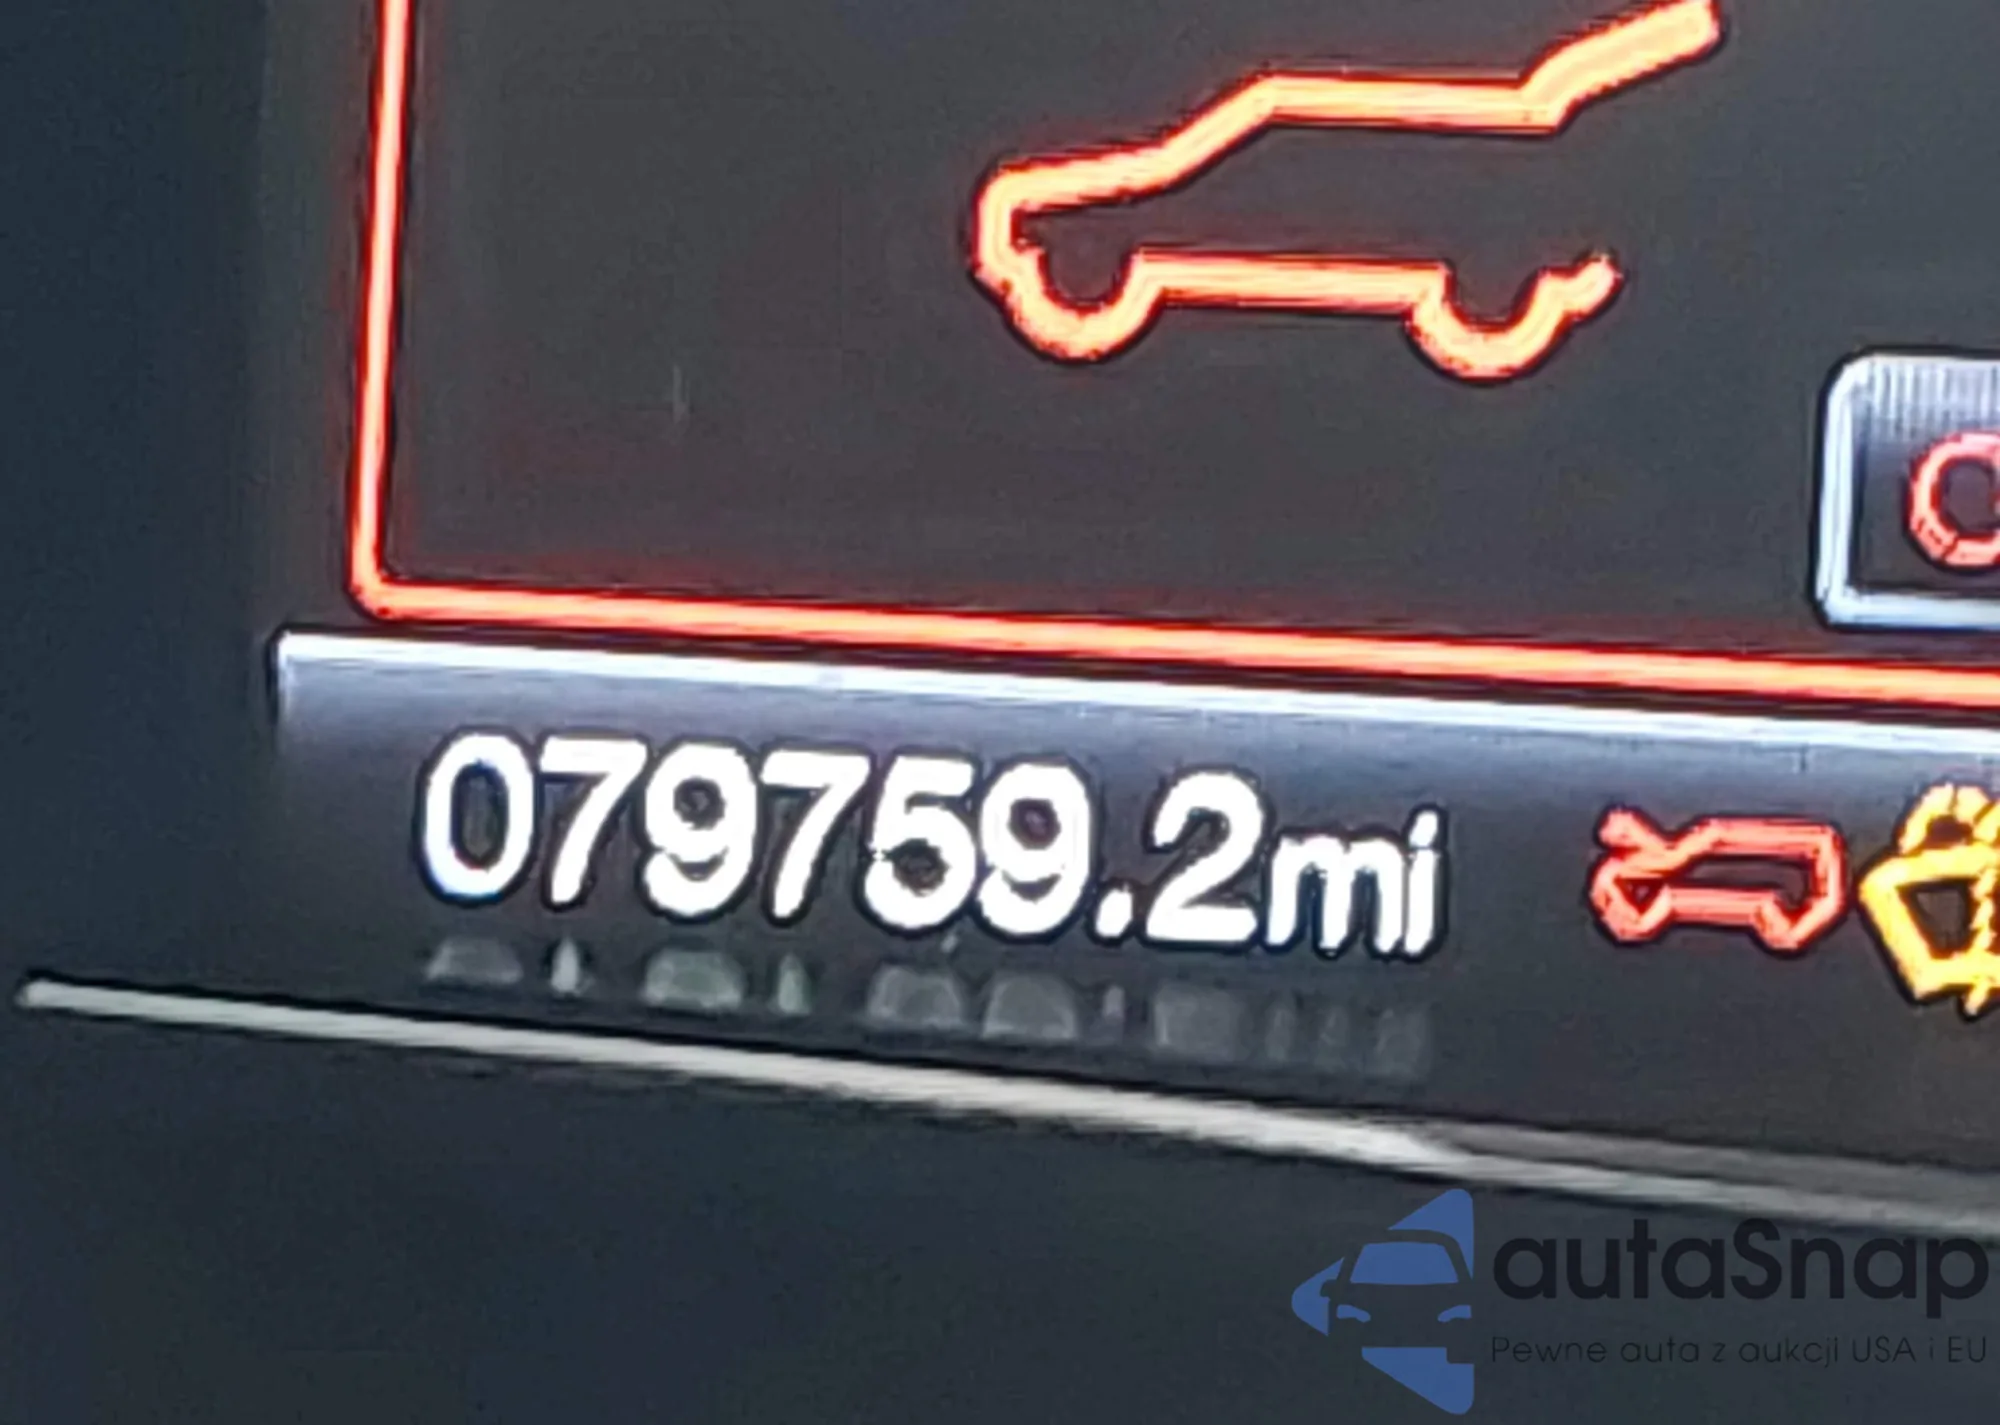 079759.2mi
autaSnap
Pewne auta z aukcji USA i EU